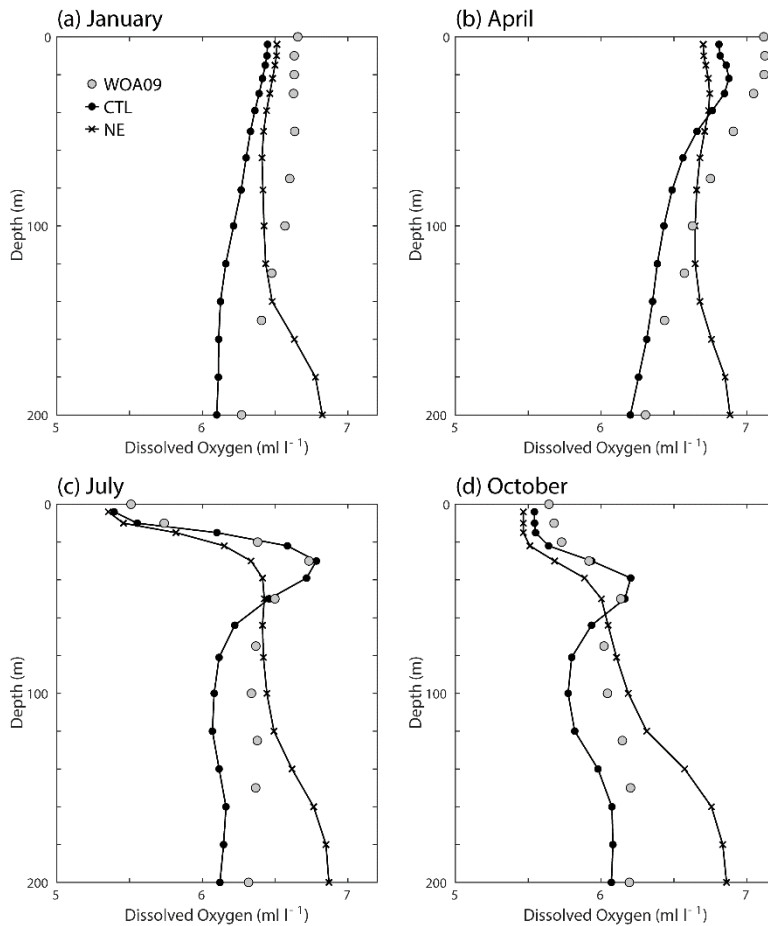 (a) January
(b) April
0
0
WOA09
CTL
NE
Depth (m)
Depth (m)
100
100
200
200
5
6
7
5
6
7
Dissolved Oxygen (ml l⁻¹)
Dissolved Oxygen (ml l⁻¹)
(c) July
(d) October
0
0
Depth (m)
Depth (m)
100
100
200
200
5
6
7
5
6
7
Dissolved Oxygen (ml l⁻¹)
Dissolved Oxygen (ml l⁻¹)